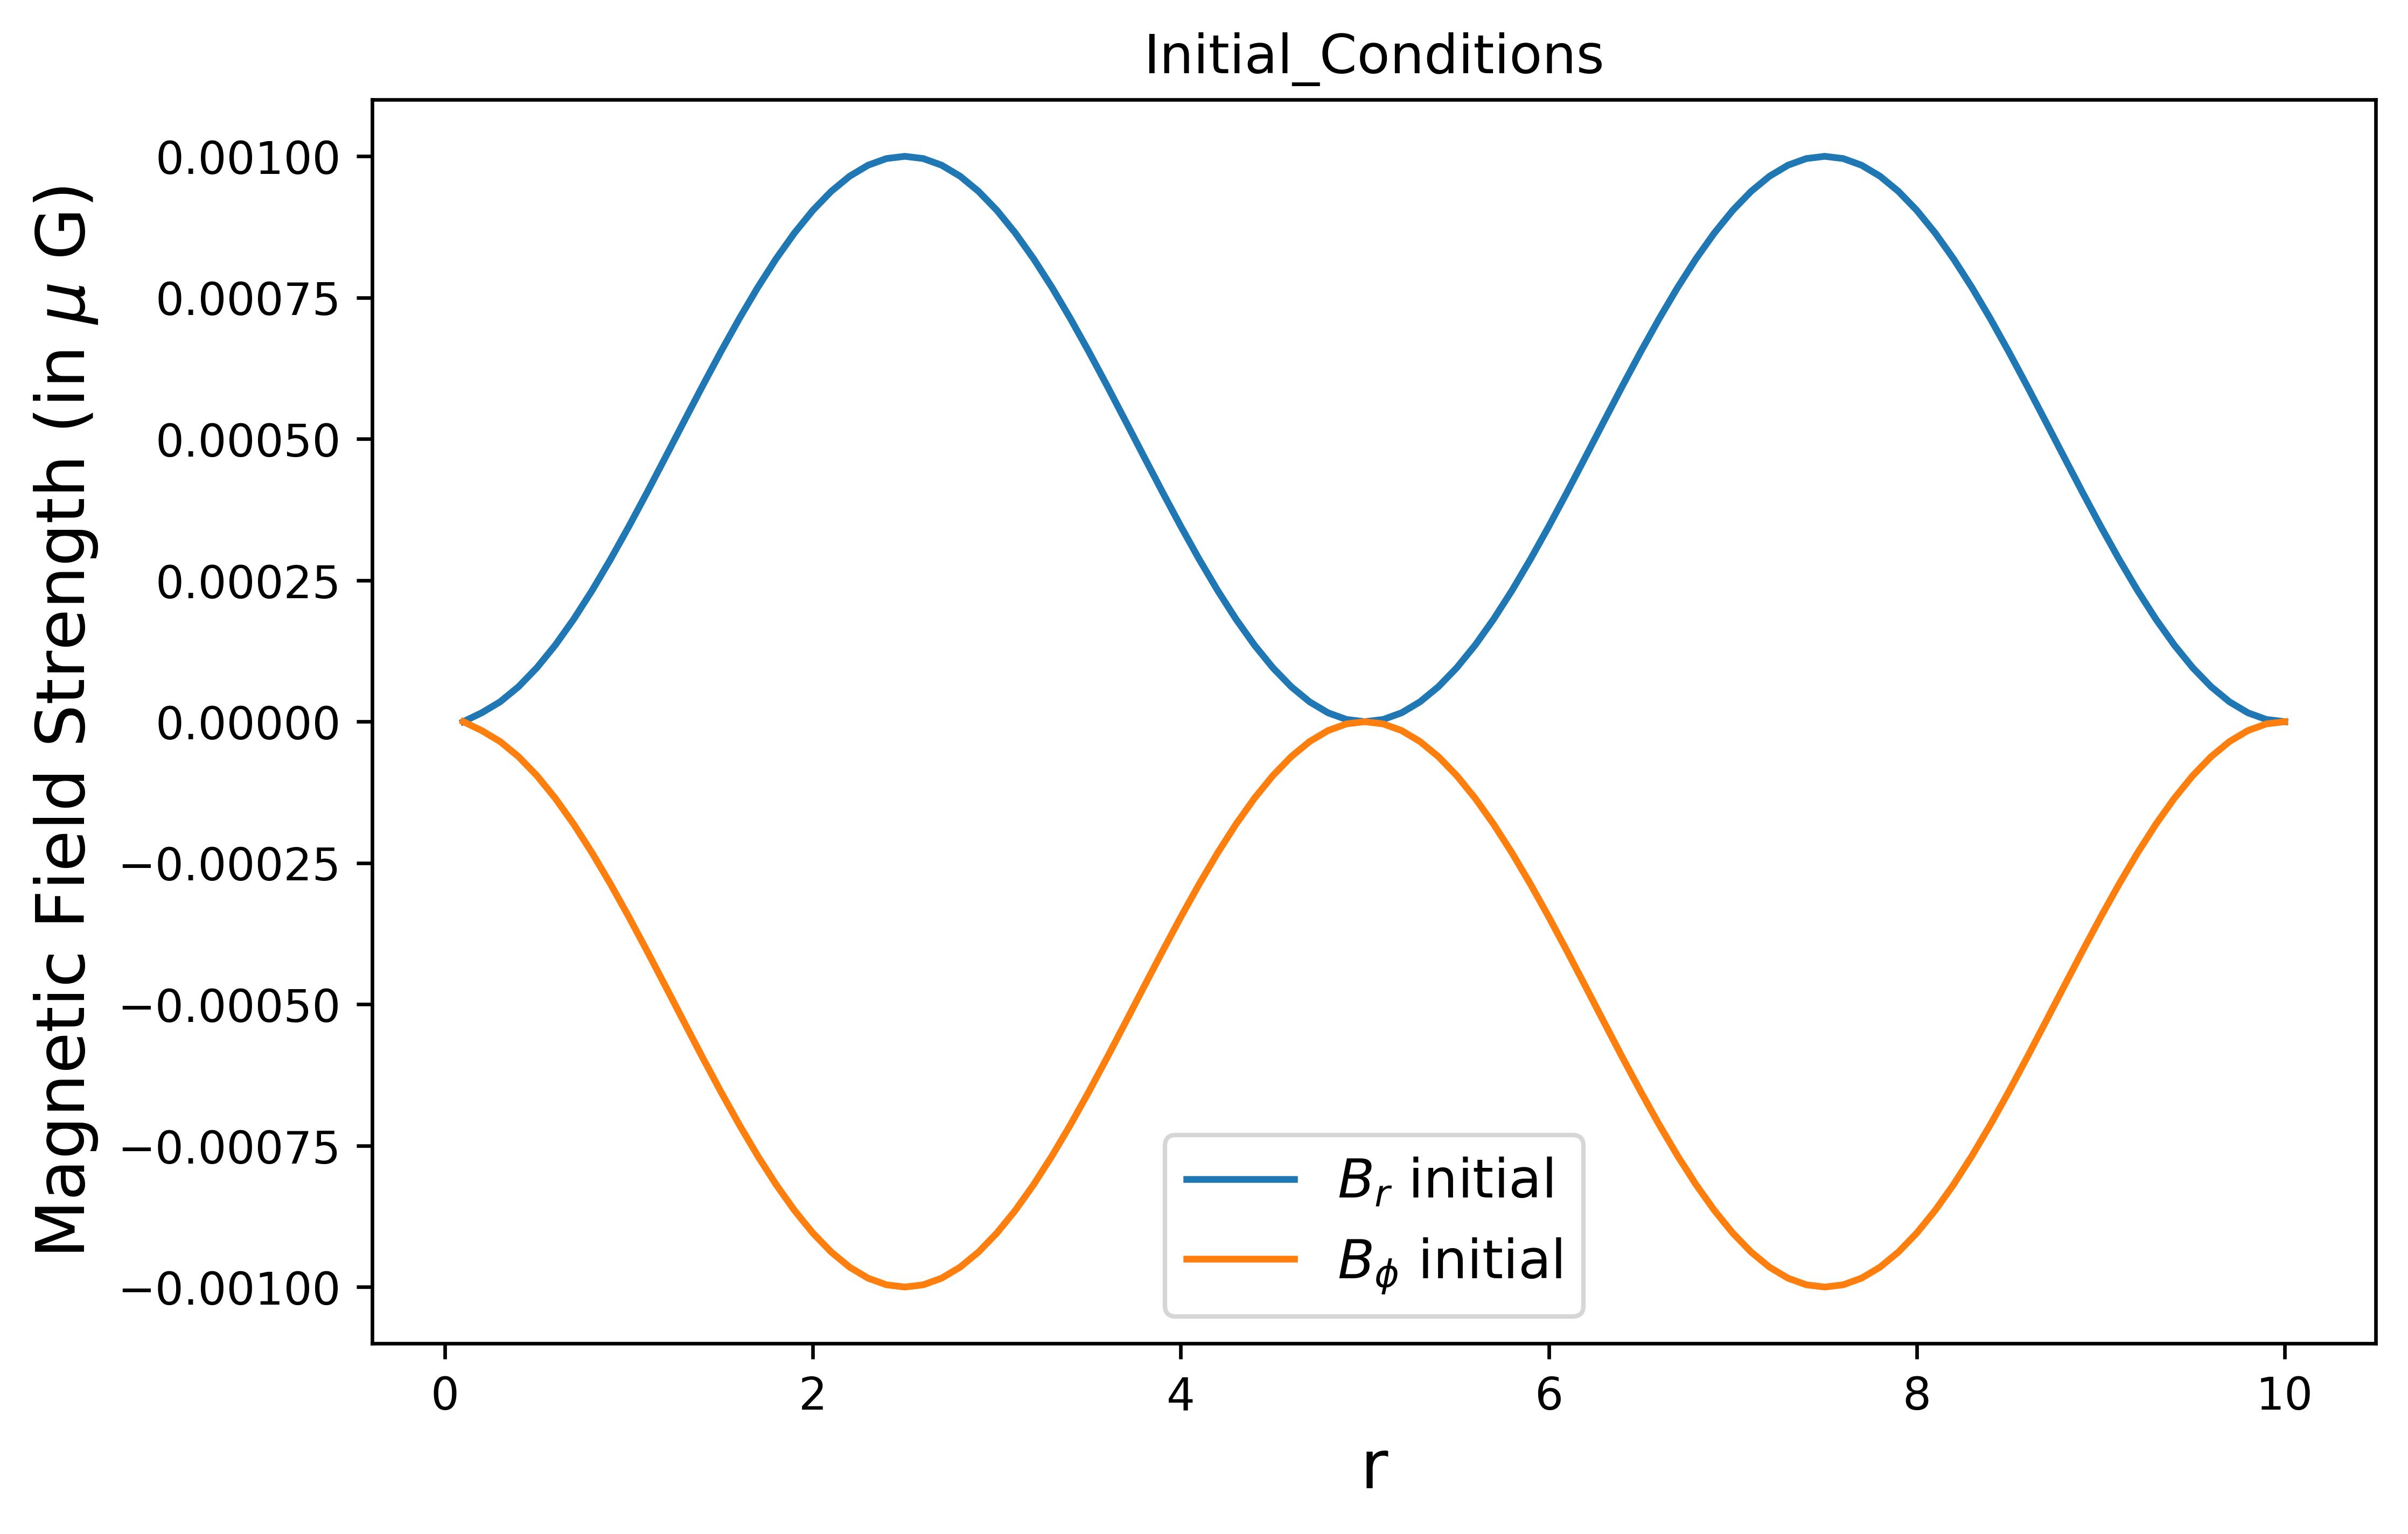 Initial_Conditions
Magnetic Field Strength (in μ G)
0.00100
0.00075
0.00050
0.00025
0.00000
−0.00025
−0.00050
−0.00075
−0.00100
B_r initial
B_ϕ initial
0 2 4 6 8 10
r